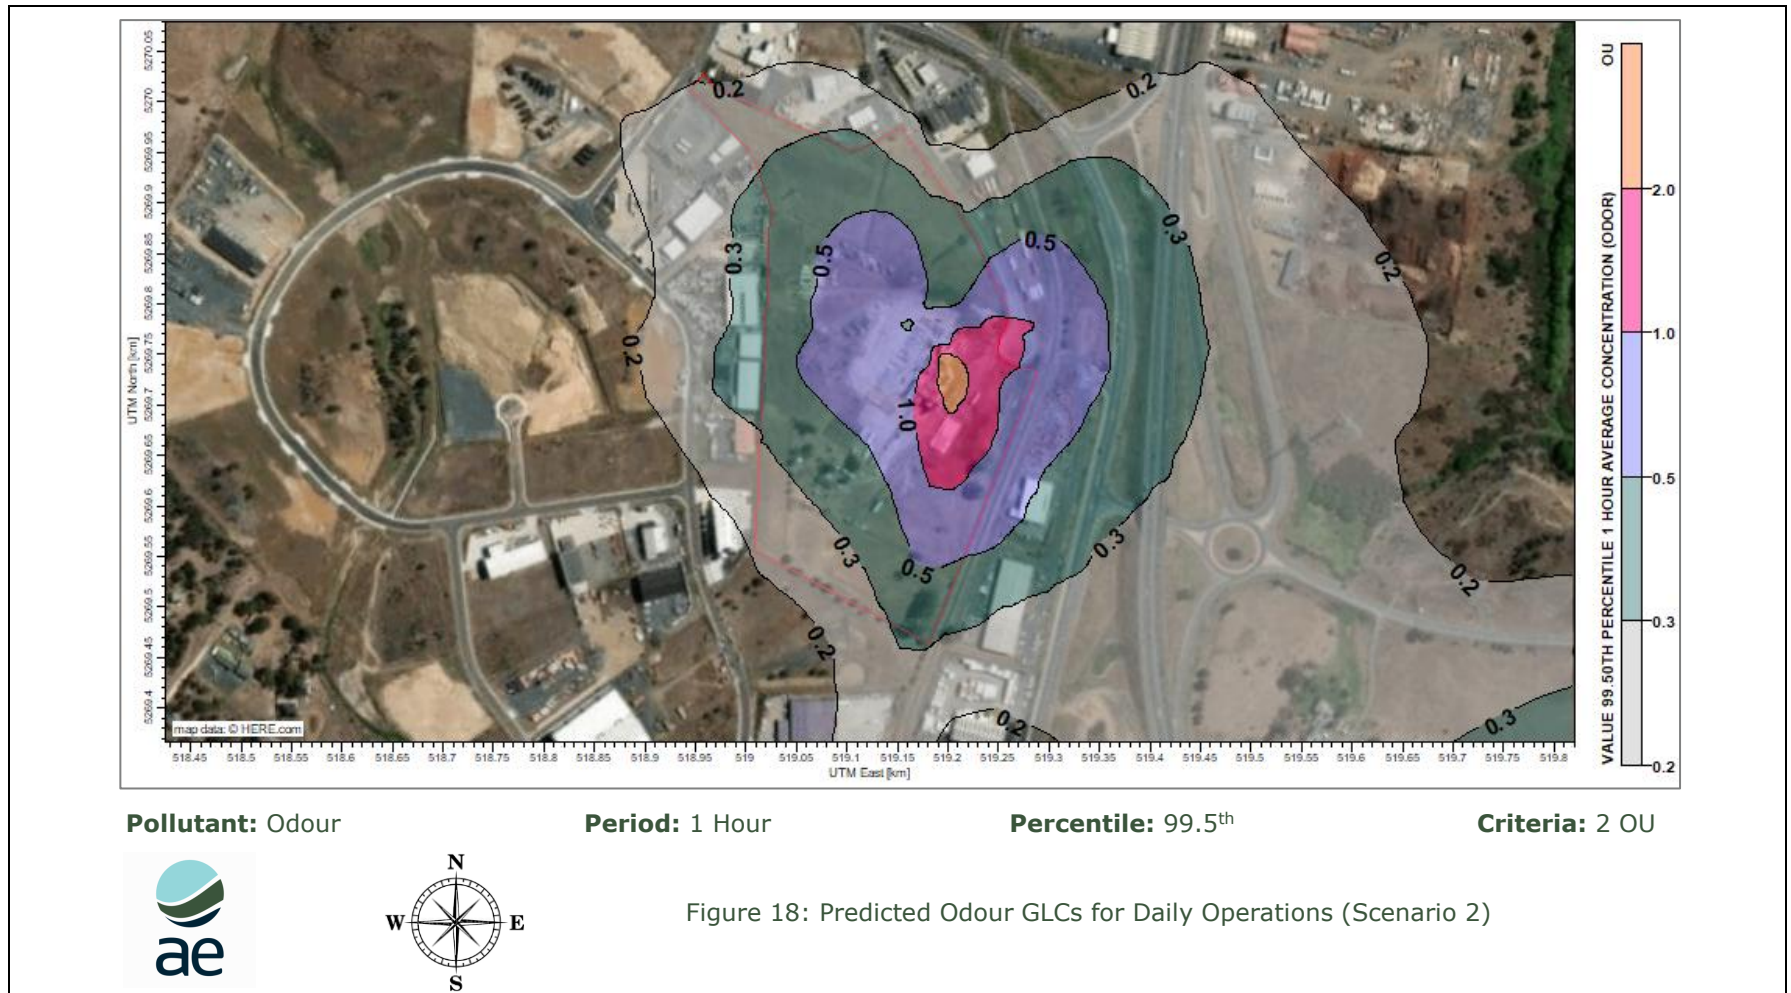 5270.05
5270
5269.95
5269.9
5269.85
5269.8
5269.75
5269.7
5269.65
5269.6
5269.55
5269.5
5269.45
5269.4
UTM North [km]
0.2
0.2
0.3
0.5
0.5
0.3
0.2
0.2
1.0
0.3
0.5
0.3
0.2
0.2
0.2
0.3
map data: © HERE.com
518.45 518.5 518.55 518.6 518.65 518.7 518.75 518.8 518.85 518.9 518.95 519 519.05 519.1 519.15 519.2 519.25 519.3 519.35 519.4 519.45 519.5 519.55 519.6 519.65 519.7 519.75 519.8
UTM East [km]
VALUE 99.50TH PERCENTILE 1 HOUR AVERAGE CONCENTRATION (ODOR)
OU
2.0
1.0
0.5
0.3
0.2
Pollutant: Odour Period: 1 Hour Percentile: 99.5th Criteria: 2 OU
ae
N
W E
S
Figure 18: Predicted Odour GLCs for Daily Operations (Scenario 2)